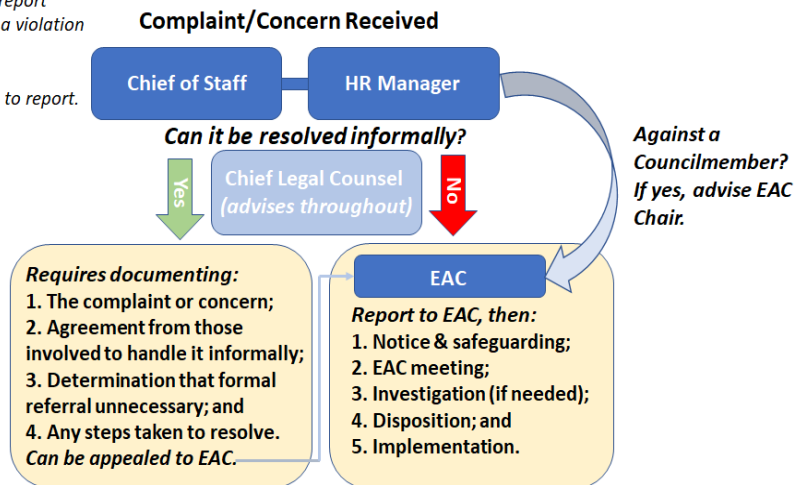 report
a violation
to report.
Complaint/Concern Received
Chief of Staff
HR Manager
Can it be resolved informally?
Yes
Chief Legal Counsel
(advises throughout)
No
Against a
Councilmember?
If yes, advise EAC
Chair.
Requires documenting:
1. The complaint or concern;
2. Agreement from those
involved to handle it informally;
3. Determination that formal
referral unnecessary; and
4. Any steps taken to resolve.
Can be appealed to EAC.
EAC
Report to EAC, then:
1. Notice & safeguarding;
2. EAC meeting;
3. Investigation (if needed);
4. Disposition; and
5. Implementation.